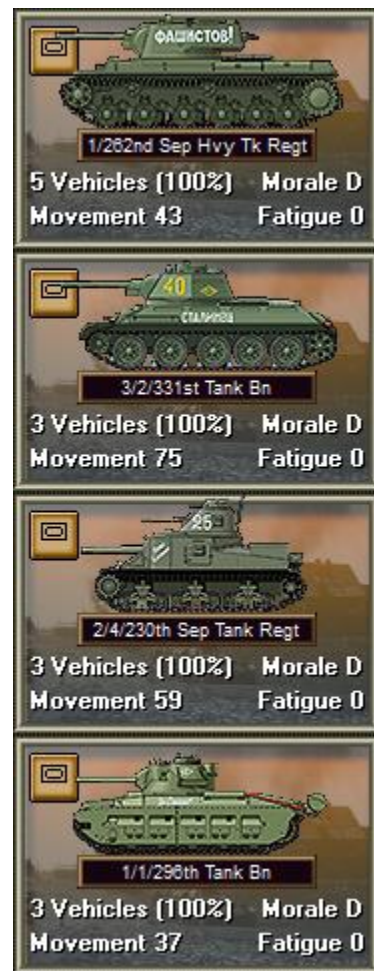 ФАШИСТОВ!
1/262nd Sep Hvy Tk Regt
5 Vehicles (100%) Morale D
Movement 43 Fatigue 0
40
3/2/331st Tank Bn
3 Vehicles (100%) Morale D
Movement 75 Fatigue 0
25
2/4/230th Sep Tank Regt
3 Vehicles (100%) Morale D
Movement 59 Fatigue 0
1/1/296th Tank Bn
3 Vehicles (100%) Morale D
Movement 37 Fatigue 0